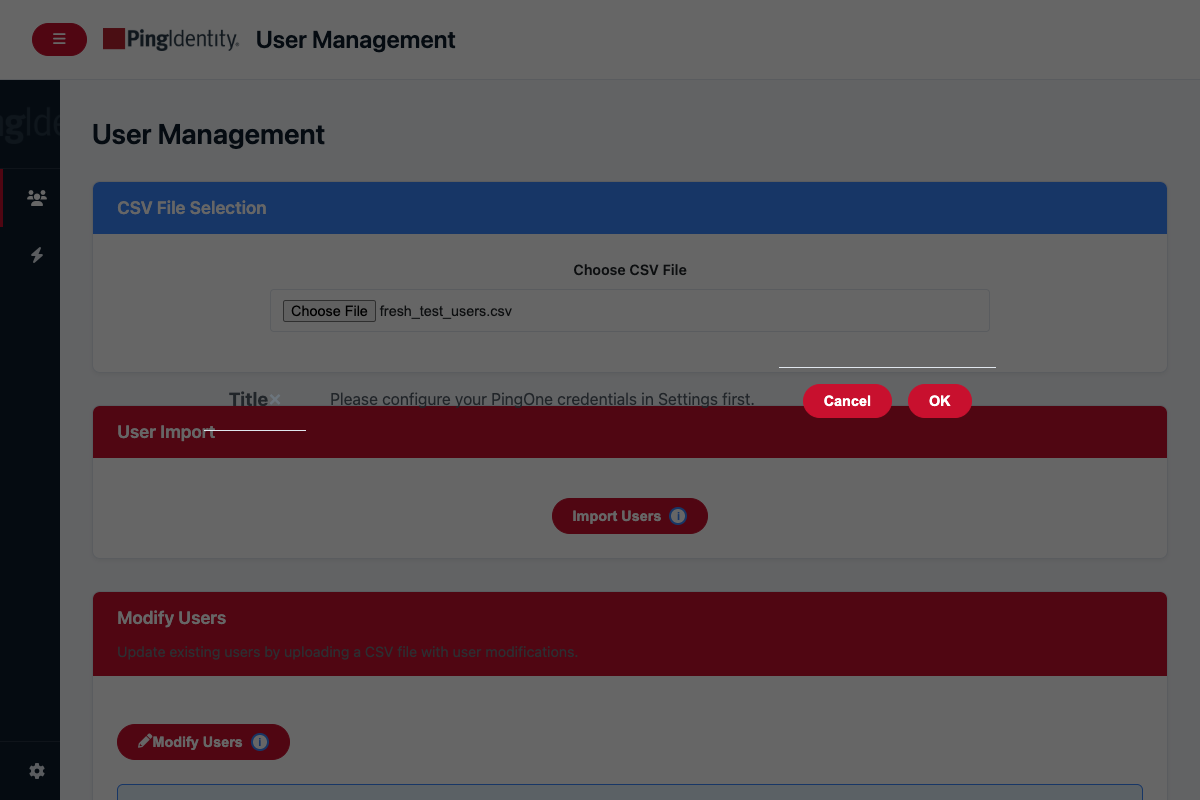 PingIdentity. User Management
User Management
CSV File Selection
Choose CSV File
Choose File fresh_test_users.csv
Title× Please configure your PingOne credentials in Settings first. Cancel OK
User Import
Import Users
Modify Users
Update existing users by uploading a CSV file with user modifications.
Modify Users